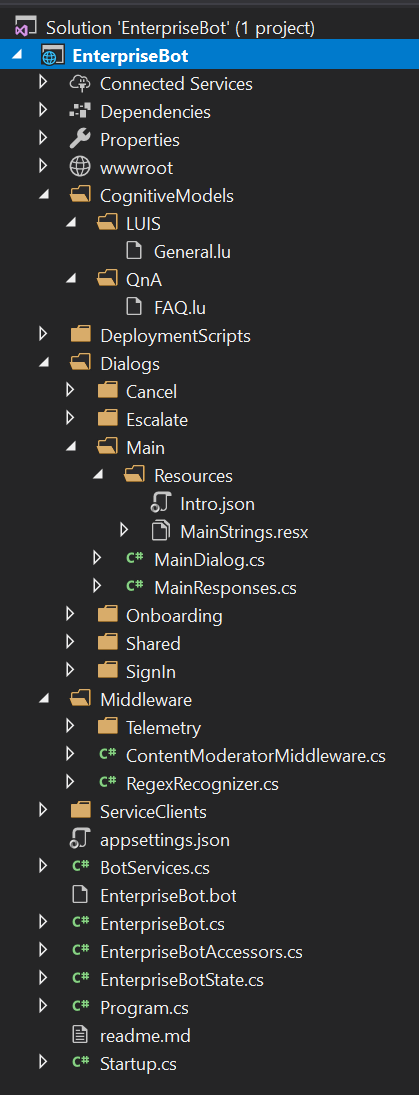 Solution 'EnterpriseBot' (1 project)
EnterpriseBot
Connected Services
Dependencies
Properties
wwwroot
CognitiveModels
LUIS
General.lu
QnA
FAQ.lu
DeploymentScripts
Dialogs
Cancel
Escalate
Main
Resources
Intro.json
MainStrings.resx
C# MainDialog.cs
C# MainResponses.cs
Onboarding
Shared
SignIn
Middleware
Telemetry
C# ContentModeratorMiddleware.cs
C# RegexRecognizer.cs
ServiceClients
appsettings.json
C# BotServices.cs
EnterpriseBot.bot
C# EnterpriseBot.cs
C# EnterpriseBotAccessors.cs
C# EnterpriseBotState.cs
C# Program.cs
readme.md
C# Startup.cs